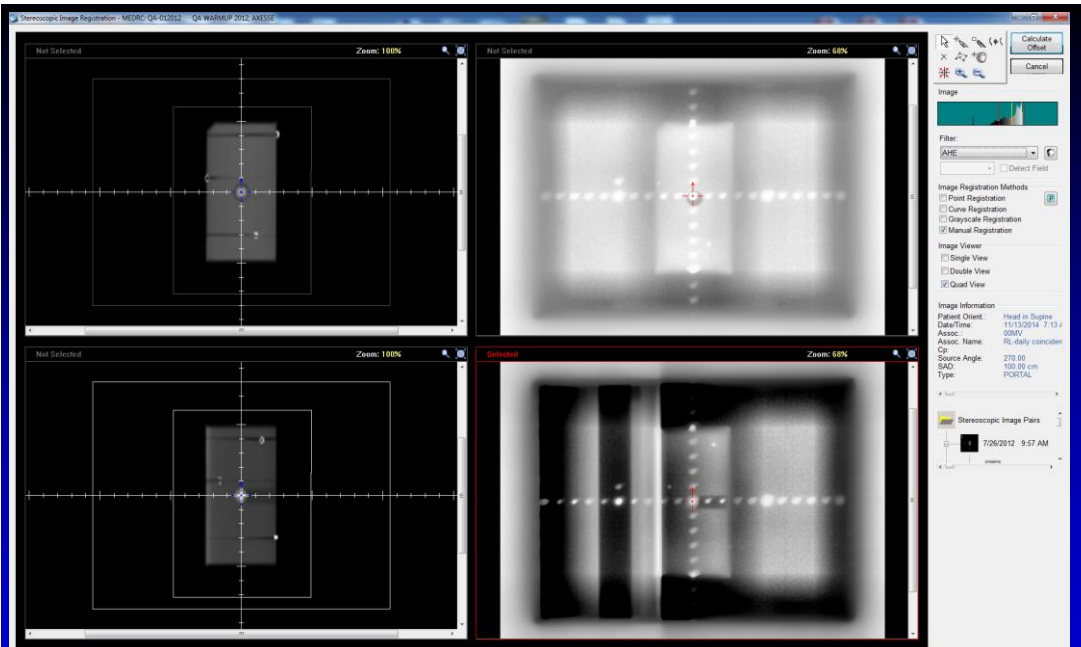 Stereoscopic Image Registration - MEDRC: QA-012012 QA WARMUP 2012, AXESSE
Not Selected Zoom: 100%
Not Selected Zoom: 68%
Calculate Offset
Cancel
Image
Filter:
AHE
Detect Field
Image Registration Methods
Point Registration
Curve Registration
Grayscale Registration
Manual Registration
Image Viewer
Single View
Double View
Quad View
Image Information
Patient Orient.: Head in Supine
Date/Time: 11/13/2014 7:13
Assoc.: 00MV
Assoc. Name: RL-daily coinciden
Cp:
Source Angle: 270.00
SAD: 100.00 cm
Type: PORTAL
Not Selected Zoom: 100%
Selected Zoom: 68%
Stereoscopic Image Pairs
7/26/2012 9:57 AM